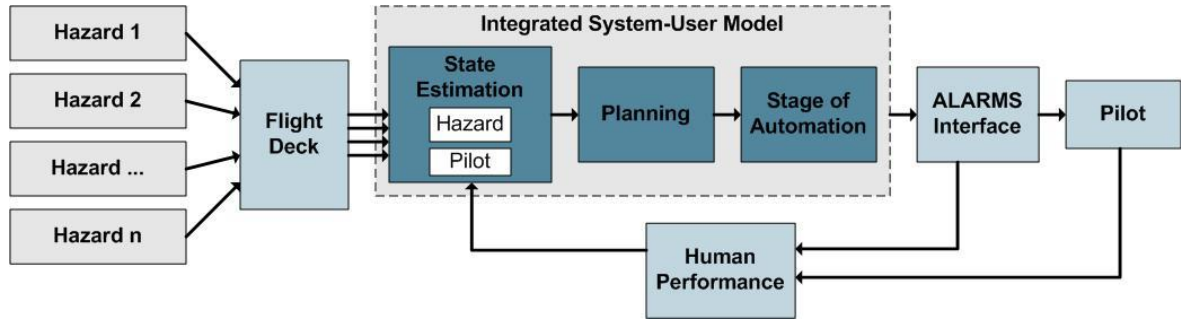 Hazard 1
Hazard 2
Hazard ...
Hazard n
Flight
Deck
Integrated System-User Model
State
Estimation
Hazard
Pilot
Planning
Stage of
Automation
ALARMS
Interface
Pilot
Human
Performance